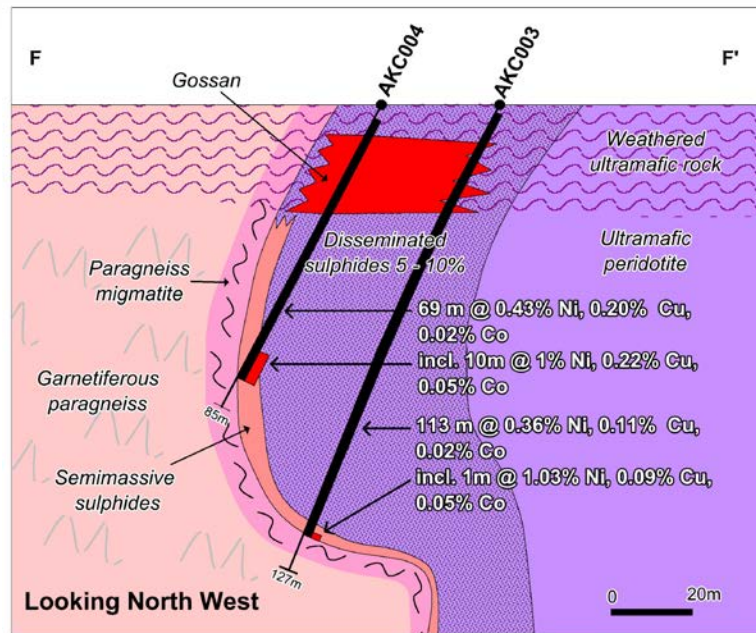 F
AKC004
AKC003
F'
Gossan
Weathered
ultramafic rock
Disseminated
sulphides 5 - 10%
Ultramafic
peridotite
Paragneiss
migmatite
69 m @ 0.43% Ni, 0.20% Cu,
0.02% Co
incl. 10m @ 1% Ni, 0.22% Cu,
0.05% Co
Garnetiferous
paragneiss
85m
113 m @ 0.36% Ni, 0.11% Cu,
0.02% Co
incl. 1m @ 1.03% Ni, 0.09% Cu,
0.05% Co
Semimassive
sulphides
127m
Looking North West
0 20m